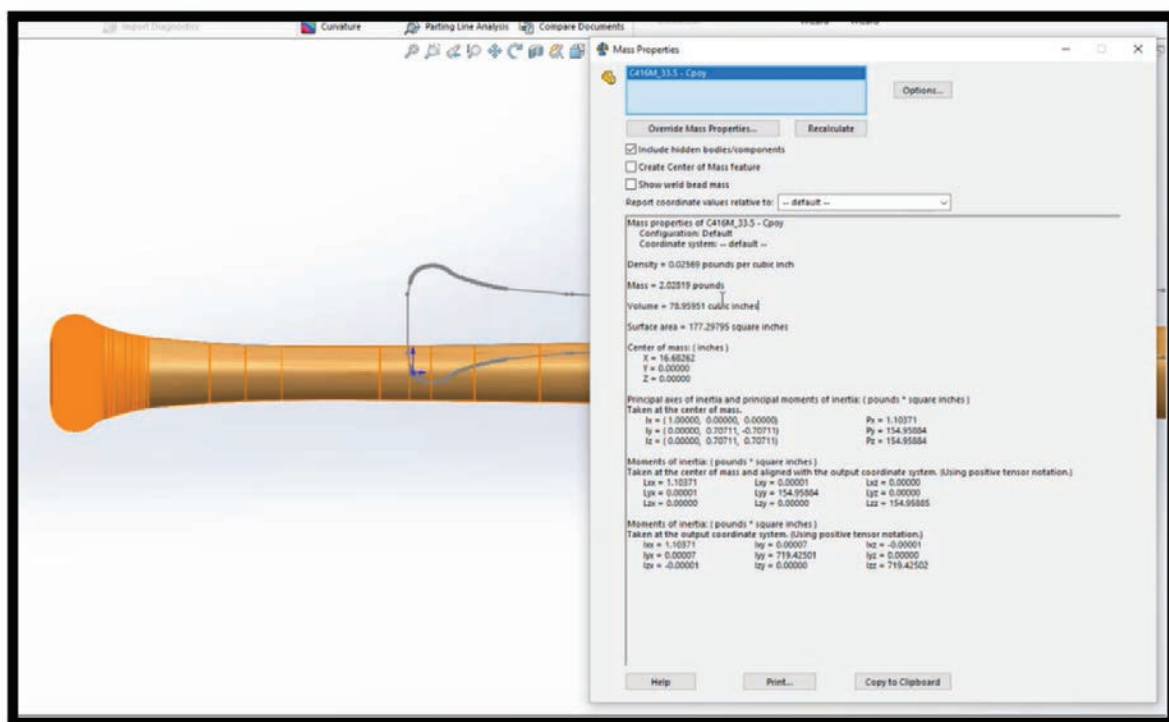 Import Diagnostics
Curvature
Parting Line Analysis
Compare Documents
Mass Properties
C416M_33.5 - Cpoy
Options...
Override Mass Properties...
Recalculate
Include hidden bodies/components
Create Center of Mass feature
Show weld bead mass
Report coordinate values relative to: -- default --
Mass properties of C416M_33.5 - Cpoy
Configuration: Default
Coordinate system: -- default --
Density = 0.02569 pounds per cubic inch
Mass = 2.02819 pounds
Volume = 78.95951 cubic inches
Surface area = 177.29795 square inches
Center of mass: ( inches )
X = 16.68262
Y = 0.00000
Z = 0.00000
Principal axes of inertia and principal moments of inertia: ( pounds * square inches )
Taken at the center of mass.
Ix = ( 1.00000, 0.00000, 0.00000) Px = 1.10371
Iy = ( 0.00000, 0.70711, -0.70711) Py = 154.95884
Iz = ( 0.00000, 0.70711, 0.70711) Pz = 154.95884
Moments of inertia: ( pounds * square inches )
Taken at the center of mass and aligned with the output coordinate system. (Using positive tensor notation.)
Lxx = 1.10371 Lxy = 0.00001 Lxz = 0.00000
Lyx = 0.00001 Lyy = 154.95884 Lyz = 0.00000
Lzx = 0.00000 Lzy = 0.00000 Lzz = 154.95885
Moments of inertia: ( pounds * square inches )
Taken at the output coordinate system. (Using positive tensor notation.)
Ixx = 1.10371 Ixy = 0.00007 Ixz = -0.00001
Iyx = 0.00007 Iyy = 719.42501 Iyz = 0.00000
Izx = -0.00001 Izy = 0.00000 Izz = 719.42502
Help
Print...
Copy to Clipboard